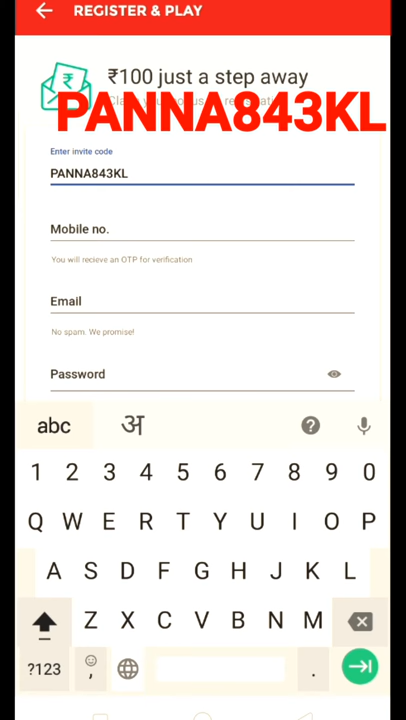 REGISTER & PLAY
₹100 just a step away
PANNA843KL
Enter invite code
PANNA843KL
Mobile no.
You will recieve an OTP for verification
Email
No spam. We promise!
Password
abc अ ?
1 2 3 4 5 6 7 8 9 0
Q W E R T Y U I O P
A S D F G H J K L
Z X C V B N M
?123 , .